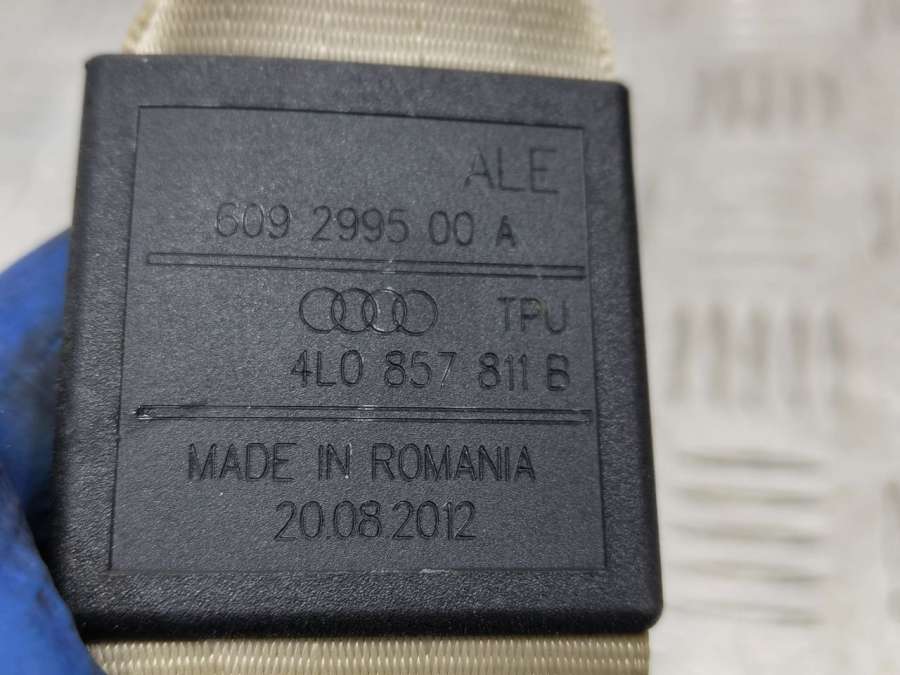 ALE
609 2995 00 A
TPU
4L0 857 811 B
MADE IN ROMANIA
20.08.2012